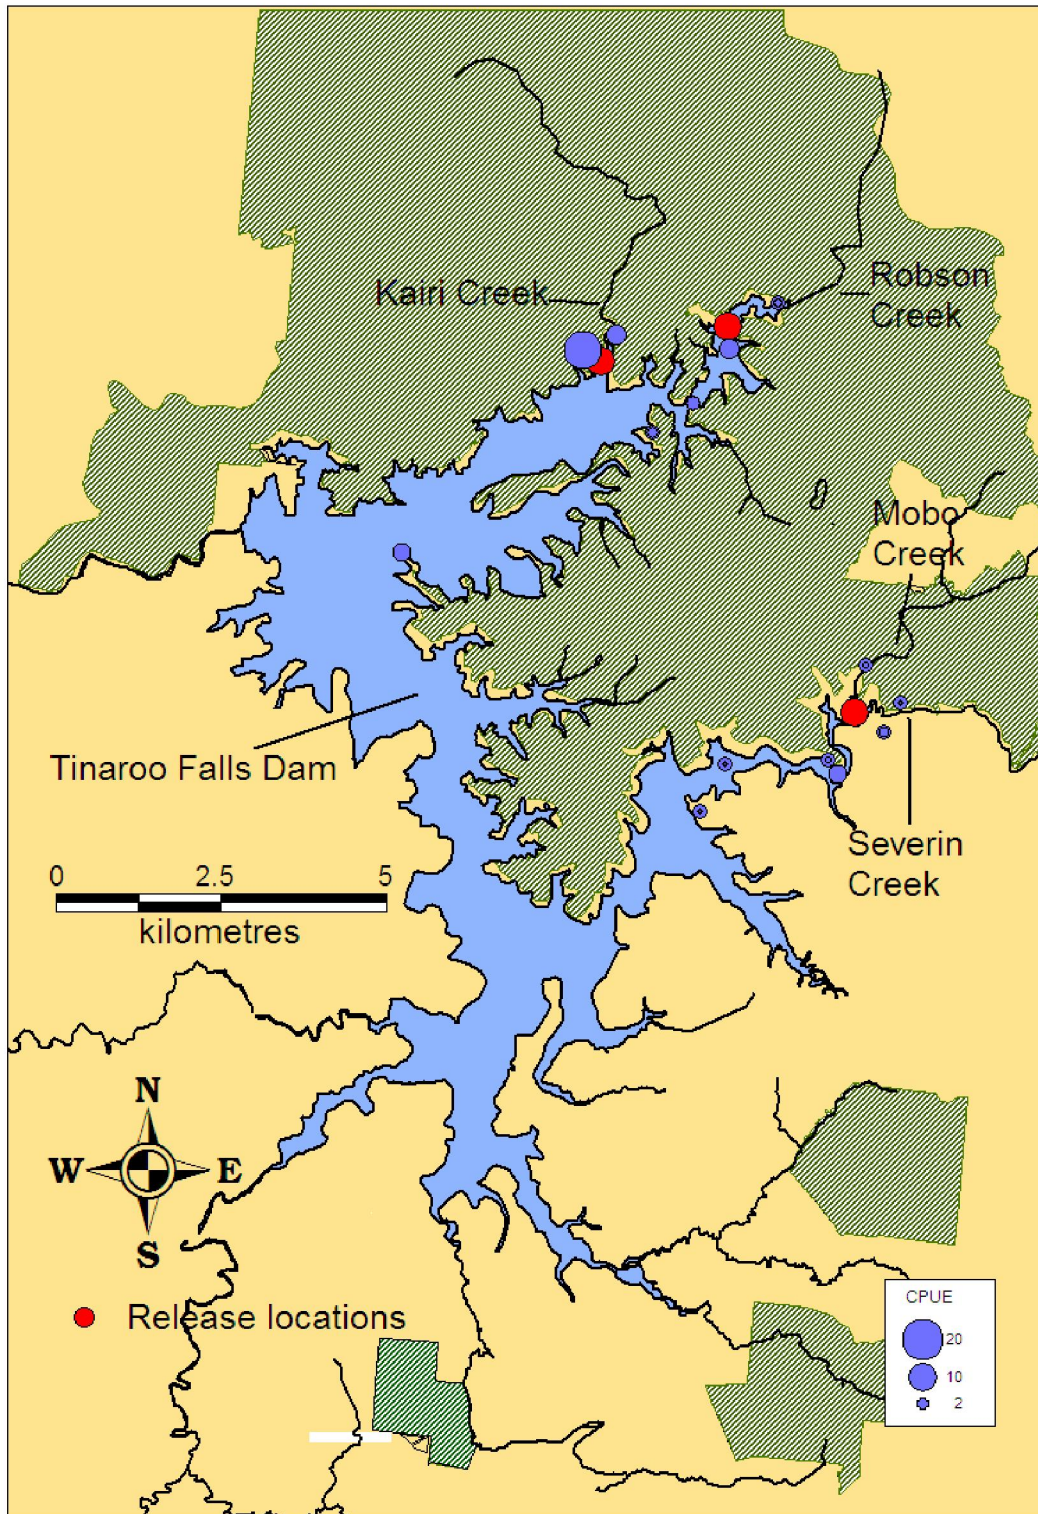 Kairi Creek
Robson
Creek
Mobo
Creek
Tinaroo Falls Dam
Severin
Creek
0 2.5 5
kilometres
N
W E
S
Release locations
CPUE
20
10
2